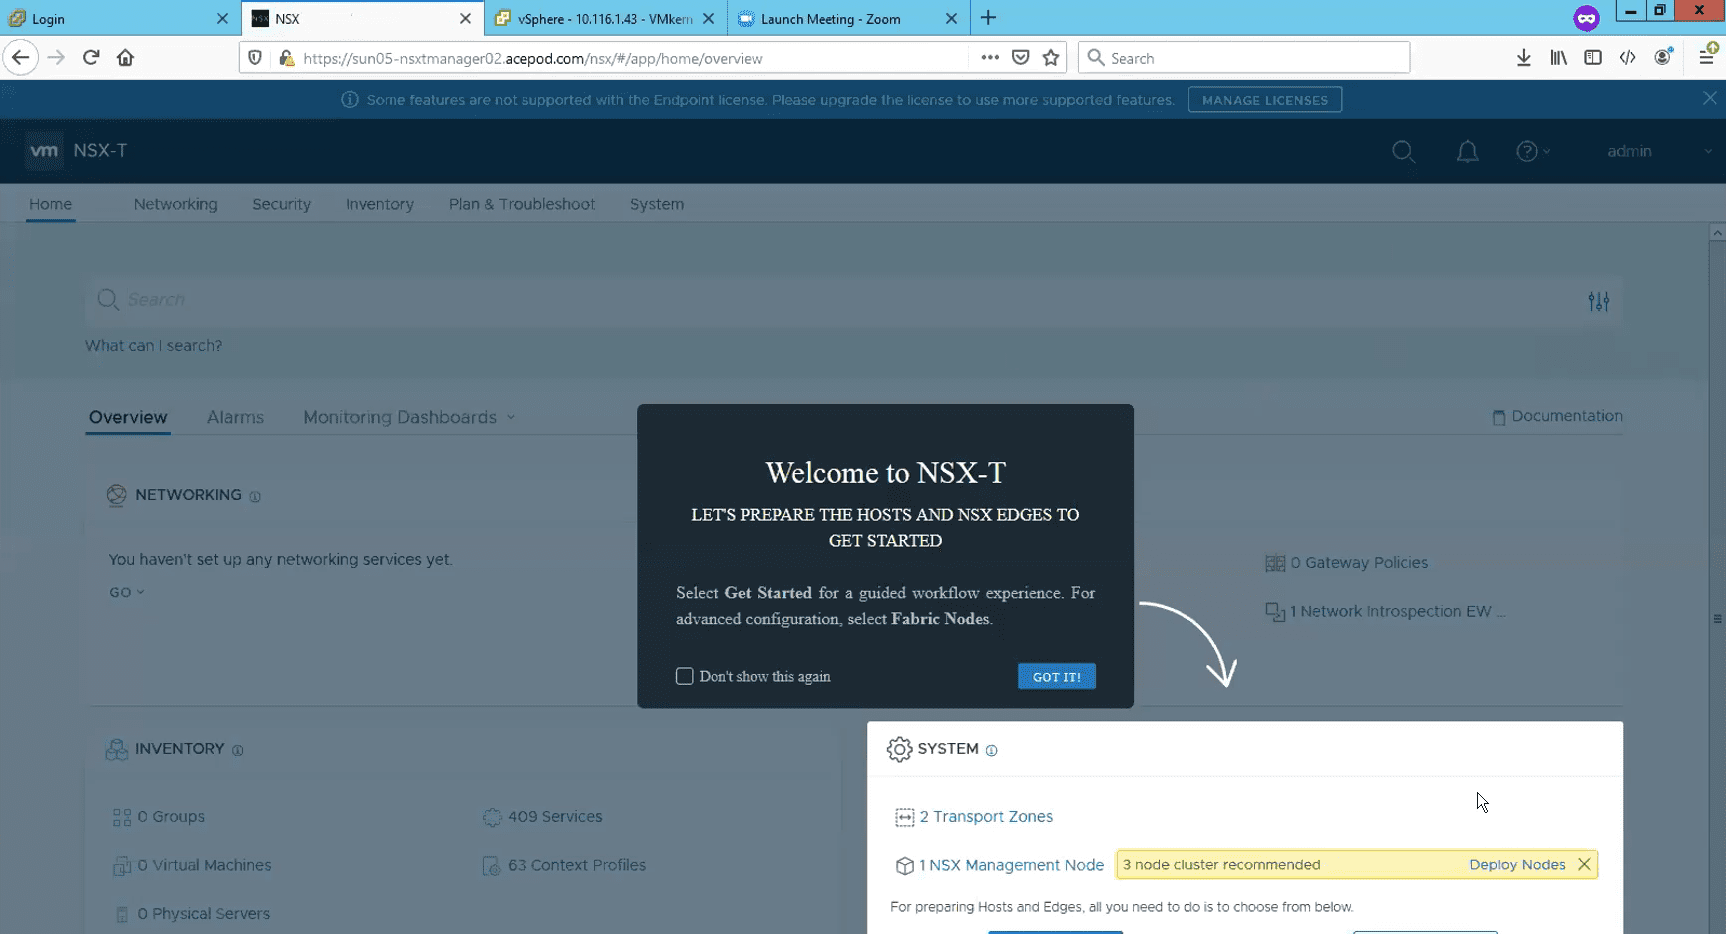 Login
NSX
vSphere - 10.116.1.43 - VMkern
Launch Meeting - Zoom
https://sun05-nsxtmanager02.acepod.com/nsx/#/app/home/overview
Search
Some features are not supported with the Endpoint license. Please upgrade the license to use more supported features.
MANAGE LICENSES
vm NSX-T
admin
Home Networking Security Inventory Plan & Troubleshoot System
Search
What can I search?
Overview Alarms Monitoring Dashboards
Documentation
NETWORKING
You haven't set up any networking services yet.
GO
Welcome to NSX-T
LET'S PREPARE THE HOSTS AND NSX EDGES TO
GET STARTED
Select Get Started for a guided workflow experience. For
advanced configuration, select Fabric Nodes.
Don't show this again
GOT IT!
0 Gateway Policies
1 Network Introspection EW ...
INVENTORY
0 Groups
409 Services
0 Virtual Machines
63 Context Profiles
0 Physical Servers
SYSTEM
2 Transport Zones
1 NSX Management Node
3 node cluster recommended
Deploy Nodes
For preparing Hosts and Edges, all you need to do is to choose from below.